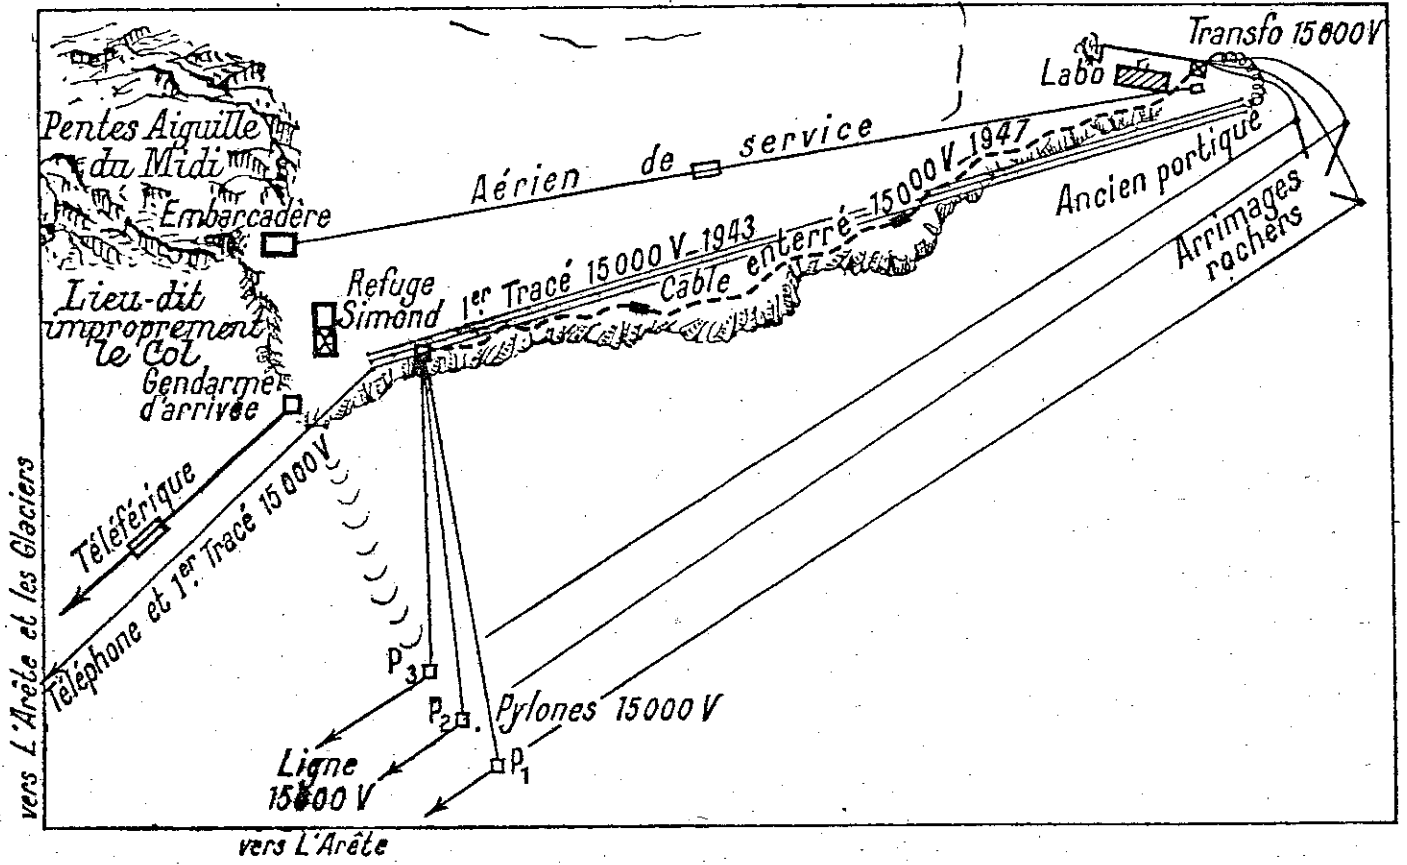 Transfo 15000V
Labo
Pentes Aiguille
du Midi
Embarcadère
Aérien de service
Lieu-dit
improprement
le Col
Refuge
Simond
1er Tracé 15000 V-1943
Cable enterré-15000 V-1947
Ancien portique
Arrimages
rochers
Gendarme
d'arrivée
Téléférique
Téléphone et 1er Tracé 15000V
vers L'Arête et les Glaciers
P3
P2
Pylones 15000 V
P1
Ligne
15000 V
vers L'Arête